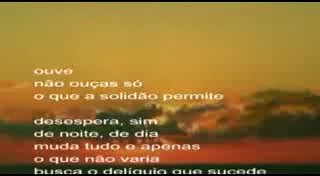 ouve
não ouças só
o que a solidão permite
desespera, sim
de noite, de dia
muda tudo e apenas
o que não varia
busca o delíquio que sucede